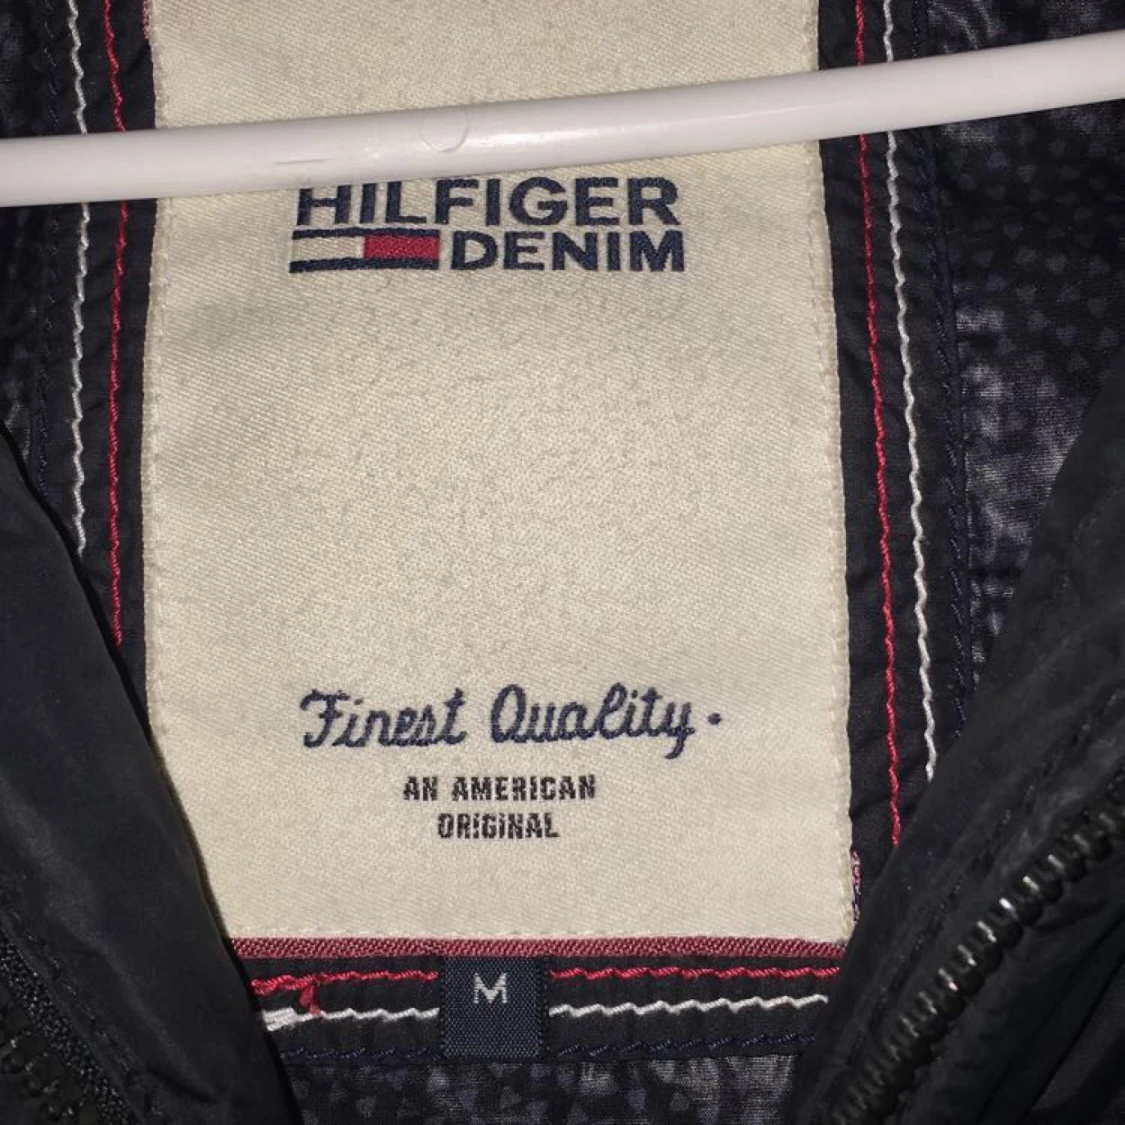 HILFIGER
DENIM
Finest Quality.
AN AMERICAN
ORIGINAL
M